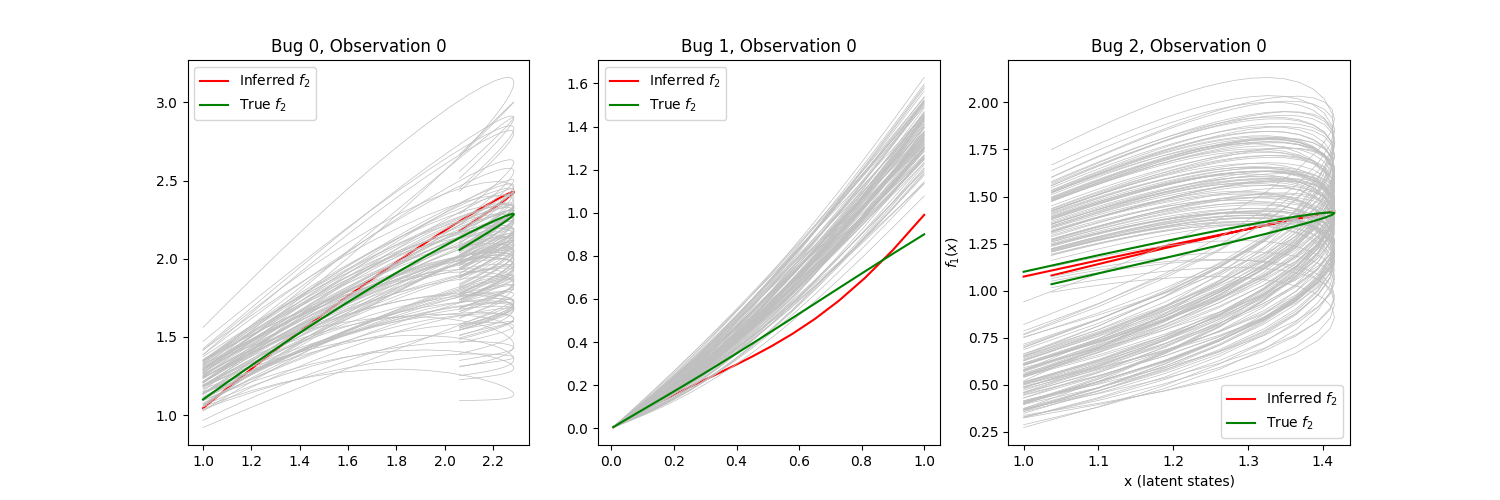 Bug 0, Observation 0
Inferred f₂
True f₂
3.0
2.5
2.0
1.5
1.0
1.0 1.2 1.4 1.6 1.8 2.0 2.2
Bug 1, Observation 0
Inferred f₂
True f₂
1.6
1.4
1.2
1.0
0.8
0.6
0.4
0.2
0.0
0.0 0.2 0.4 0.6 0.8 1.0
Bug 2, Observation 0
f₁(x)
2.00
1.75
1.50
1.25
1.00
0.75
0.50
0.25
Inferred f₂
True f₂
1.0 1.1 1.2 1.3 1.4
x (latent states)